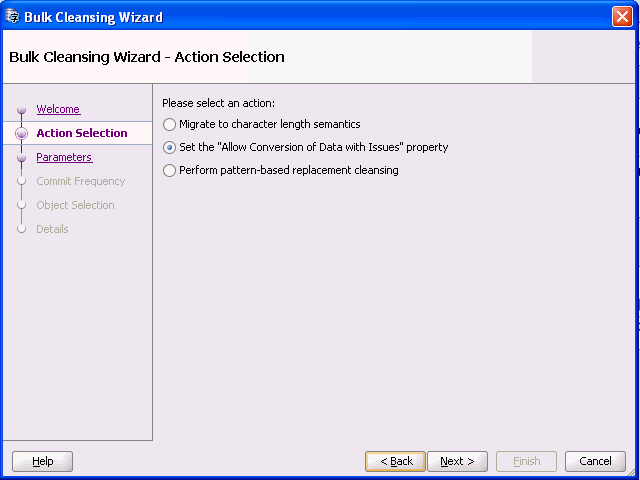 Bulk Cleansing Wizard
Bulk Cleansing Wizard - Action Selection
Welcome
Action Selection
Parameters
Commit Frequency
Object Selection
Details
Please select an action:
Migrate to character length semantics
Set the "Allow Conversion of Data with Issues" property
Perform pattern-based replacement cleansing
Help
< Back
Next >
Finish
Cancel